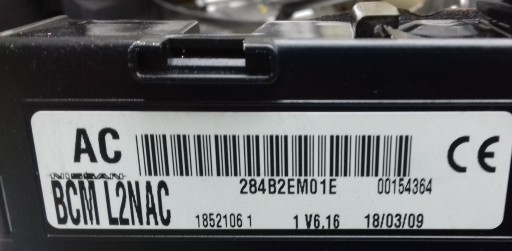 AC
NISSAN
284B2EM01E 00154364 CE
BCM L2NAC
1852106 1 1 V6.16 18/03/09